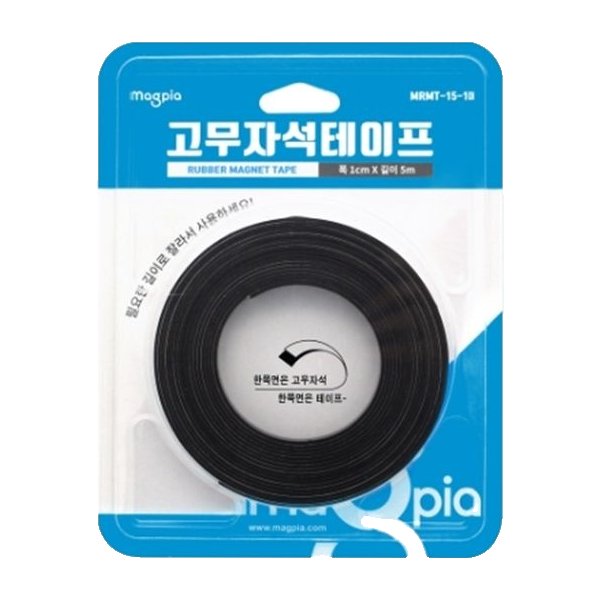 magpia
MRMT-15-10
고무자석테이프
RUBBER MAGNET TAPE
폭 1cm X 길이 5m
필요한 길이로 잘라서 사용하세요!
한쪽면은 고무자석
한쪽면은 테이프-
magpia
www.magpia.com